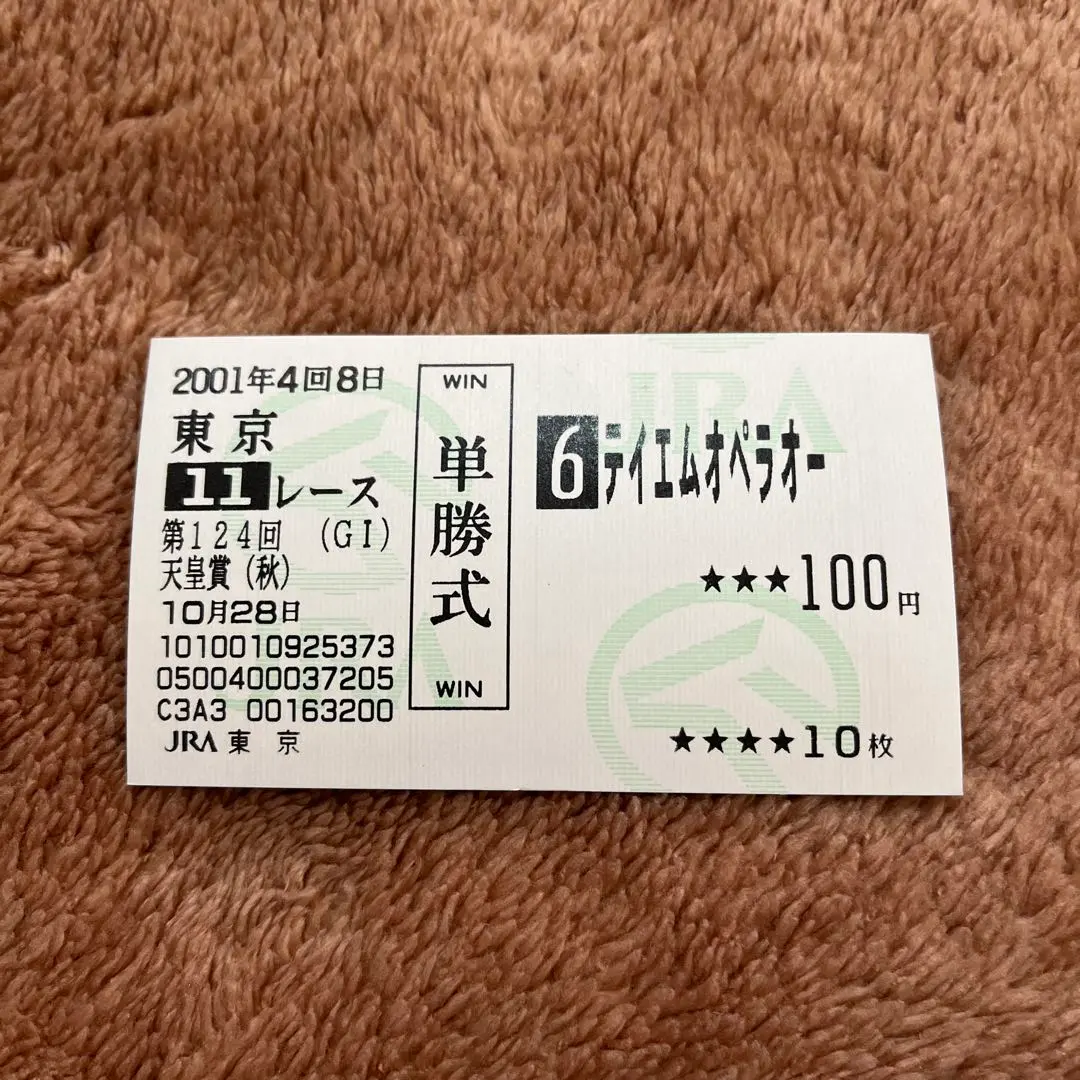 2001年4回8日
東京
11レース
第124回 (GI)
天皇賞(秋)
10月28日
1010010925373
0500400037205
C3A3 00163200
JRA 東 京
WIN
単勝式
WIN
6テイエムオペラオー
★★★100円
★★★★10枚
JRA